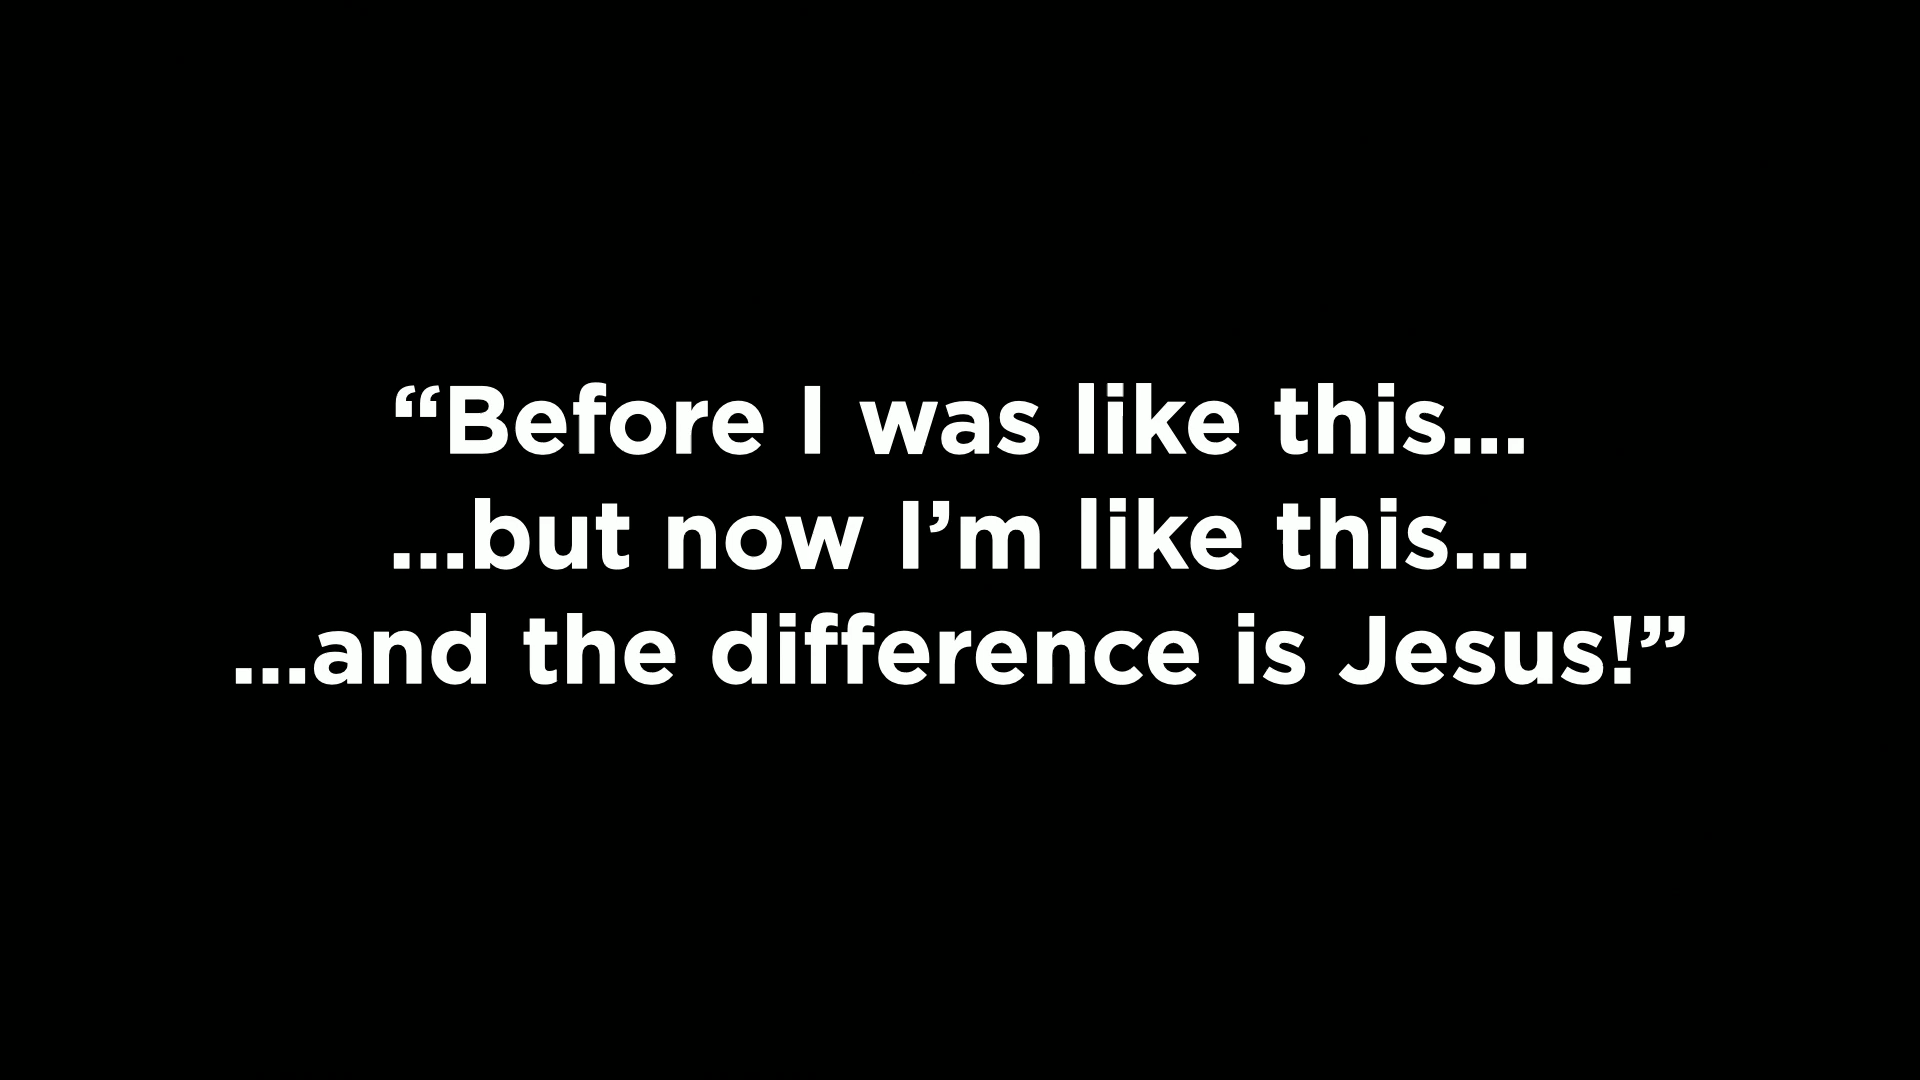 “Before I was like this...
...but now I’m like this...
...and the difference is Jesus!”